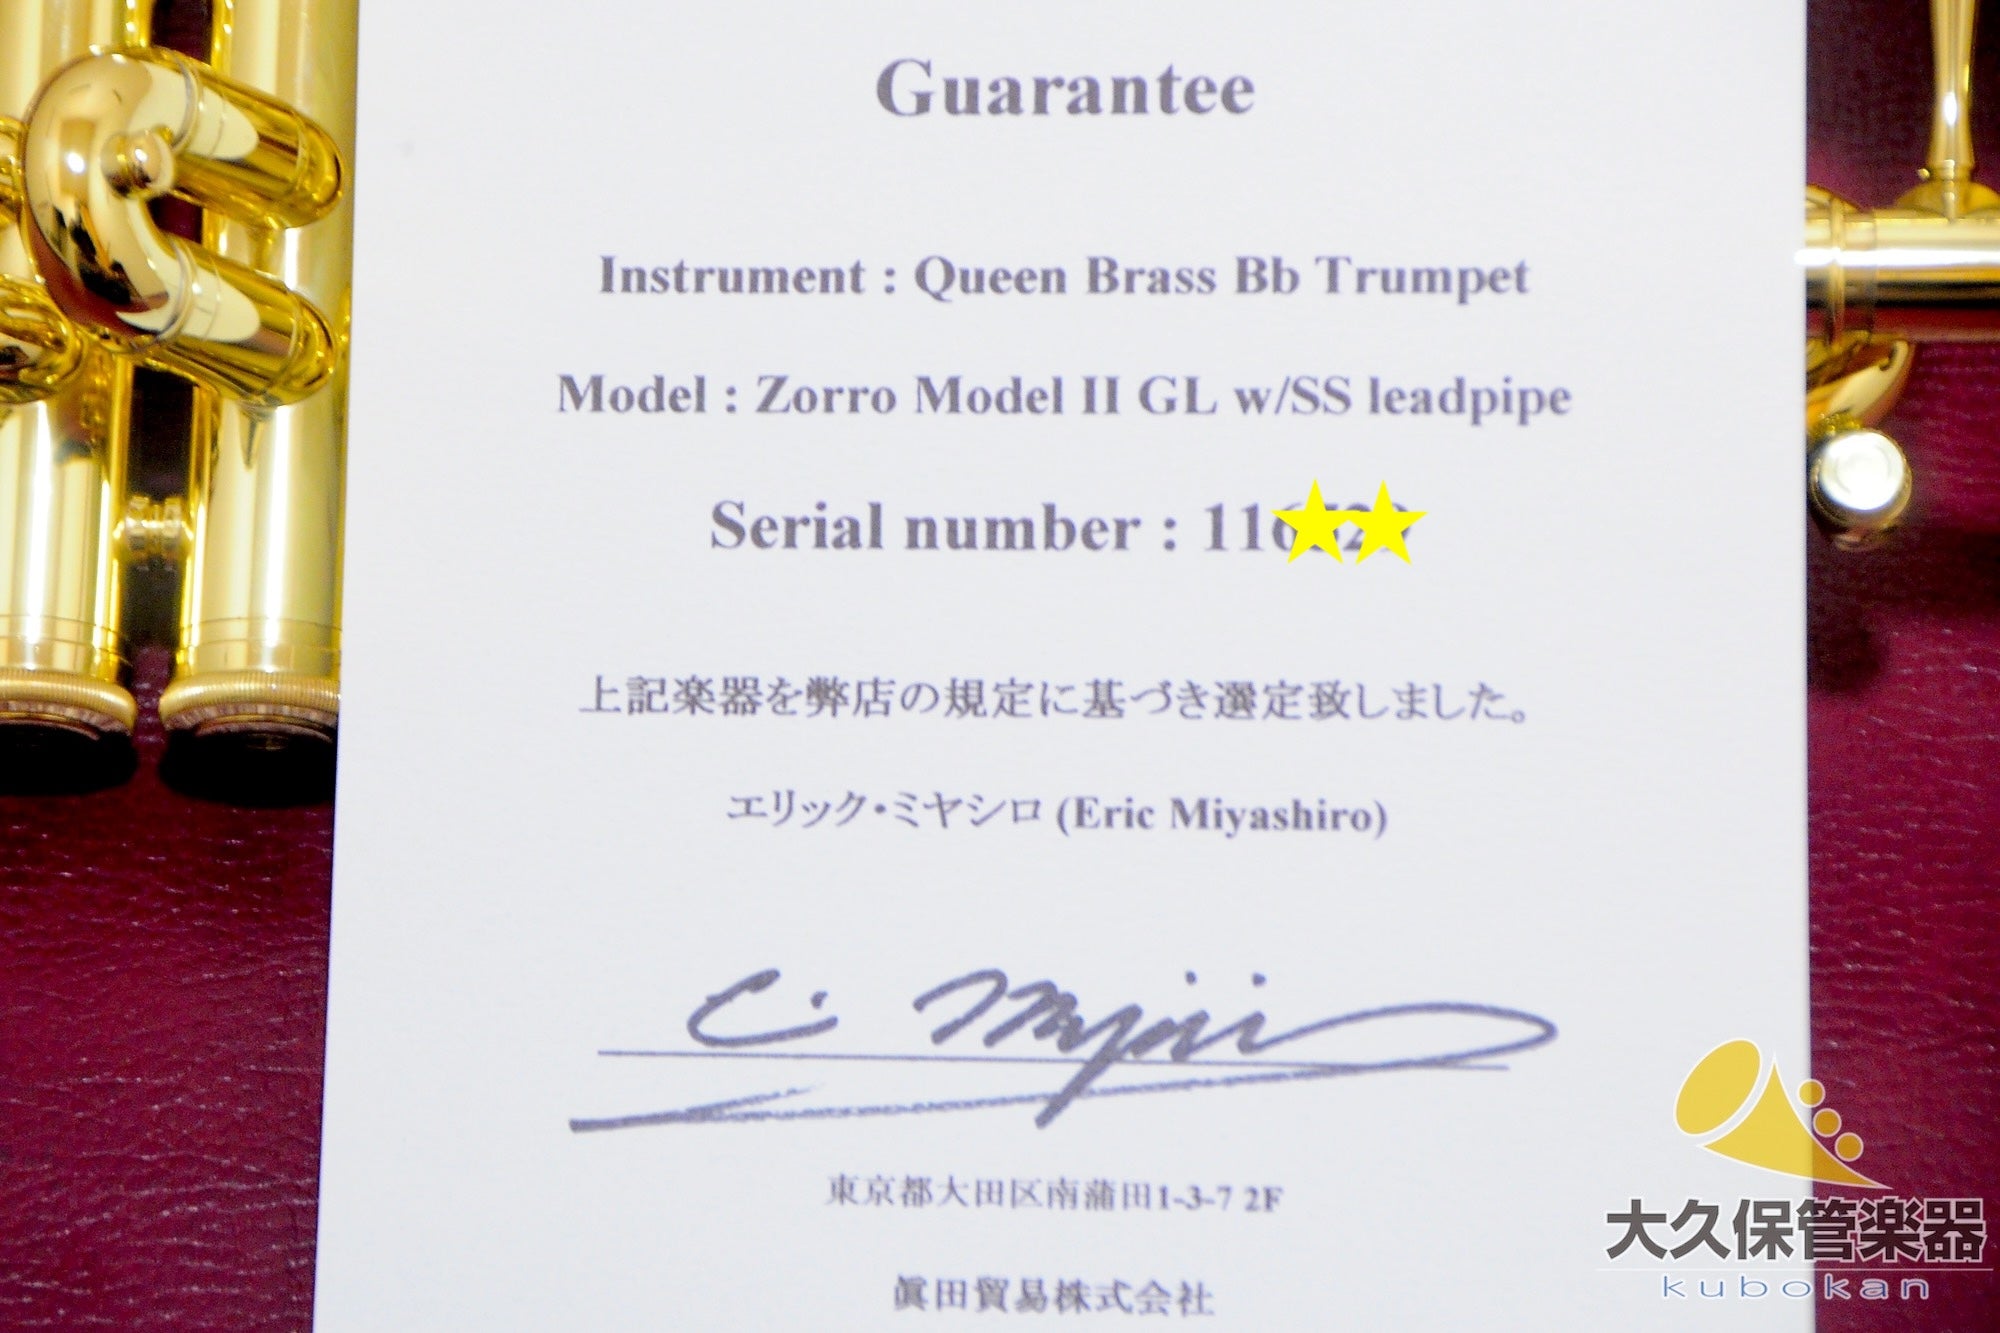 Guarantee
Instrument : Queen Brass Bb Trumpet
Model : Zorro Model II GL w/SS leadpipe
Serial number : 116★★
上記楽器を弊店の規定に基づき選定致しました。
エリック・ミヤシロ (Eric Miyashiro)
東京都大田区南蒲田1-3-7 2F
眞田貿易株式会社
大久保管楽器
kubokan